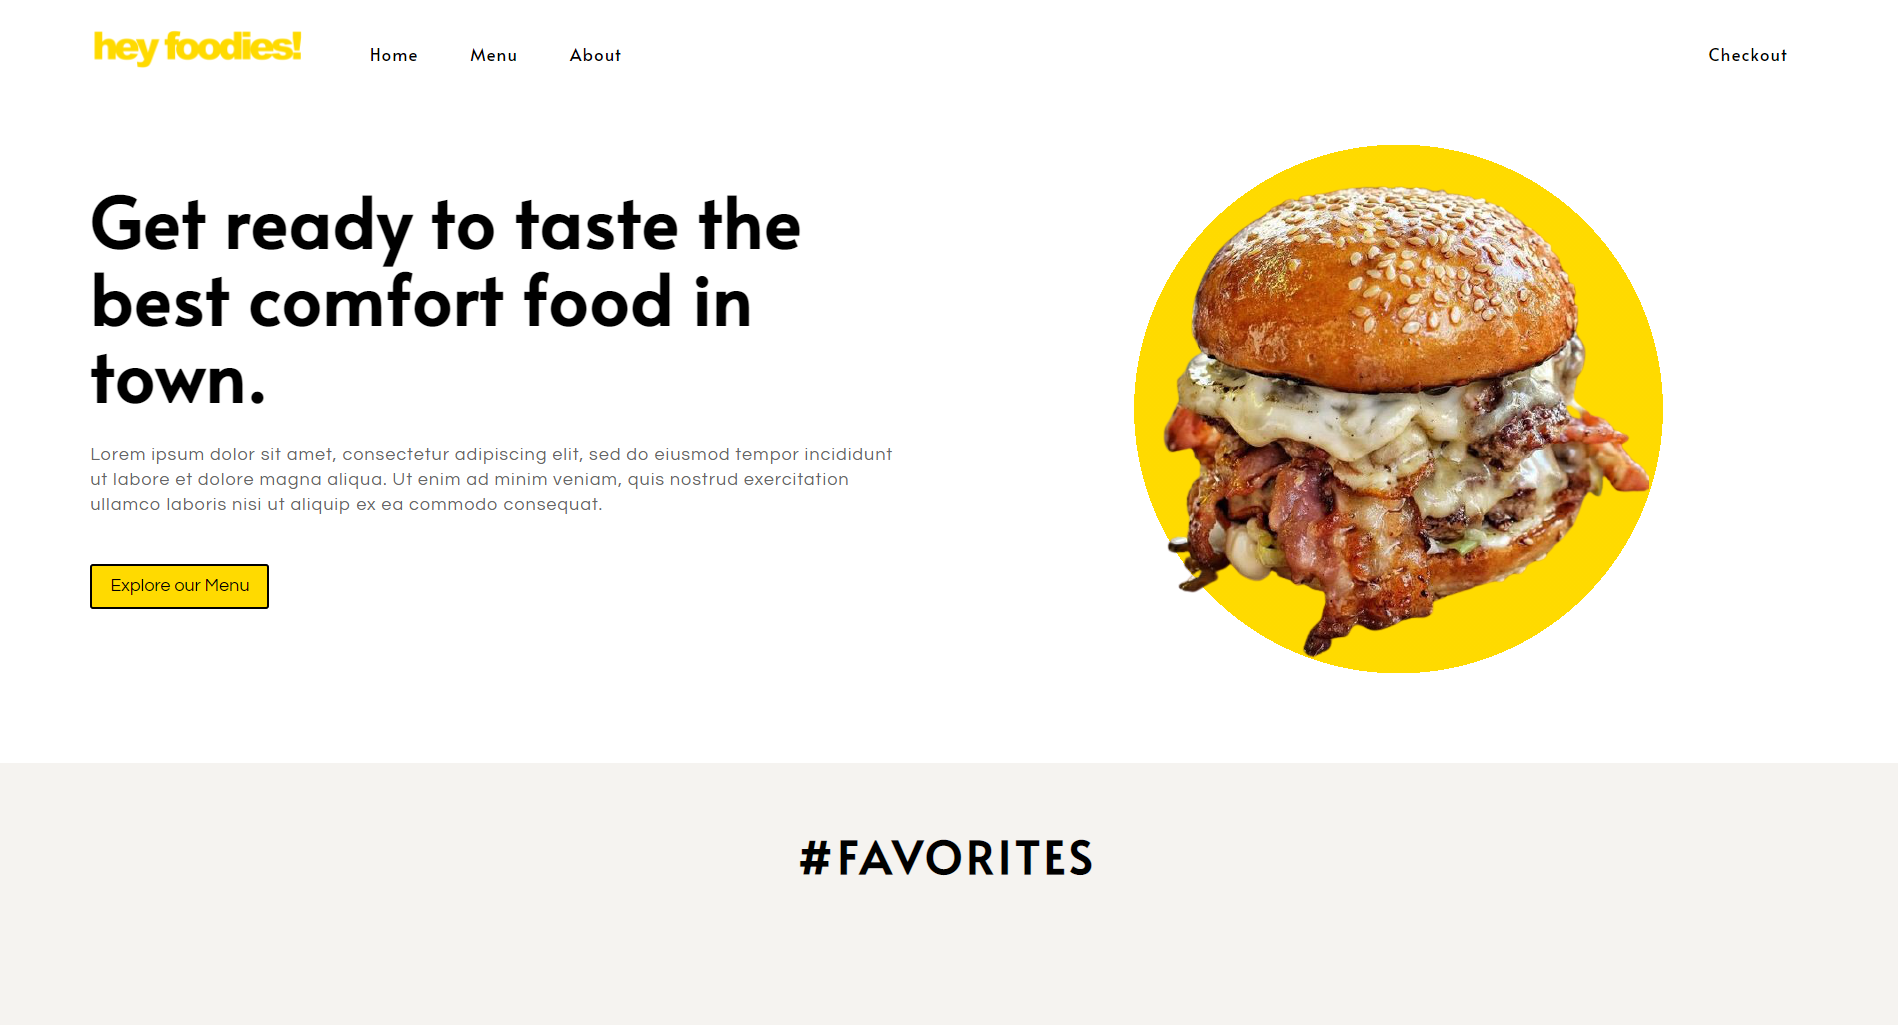 hey foodies!
Home
Menu
About
Checkout
Get ready to taste the
best comfort food in
town.
Lorem ipsum dolor sit amet, consectetur adipiscing elit, sed do eiusmod tempor incididunt
ut labore et dolore magna aliqua. Ut enim ad minim veniam, quis nostrud exercitation
ullamco laboris nisi ut aliquip ex ea commodo consequat.
Explore our Menu
#FAVORITES